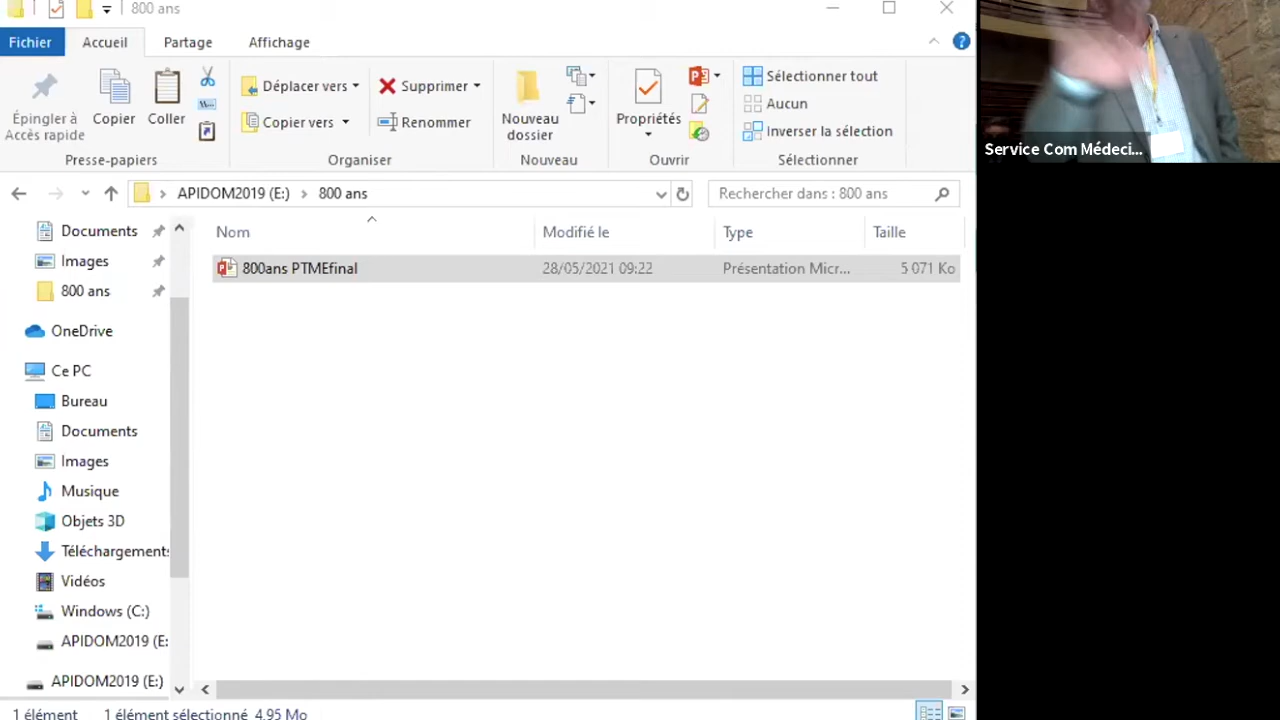 800 ans
Fichier Accueil Partage Affichage
Épingler à Accès rapide
Copier
Coller
Déplacer vers
Copier vers
Supprimer
Renommer
Nouveau dossier
Propriétés
Sélectionner tout
Aucun
Inverser la sélection
Presse-papiers Organiser Nouveau Ouvrir Sélectionner
Service Com Médeci...
APIDOM2019 (E:) 800 ans
Rechercher dans : 800 ans
Nom Modifié le Type Taille
800ans PTMEfinal 28/05/2021 09:22 Présentation Micr... 5 071 Ko
Documents
Images
800 ans
OneDrive
Ce PC
Bureau
Documents
Images
Musique
Objets 3D
Téléchargements
Vidéos
Windows (C:)
APIDOM2019 (E:
APIDOM2019 (E:)
1 élément 1 élément sélectionné 4,95 Mo